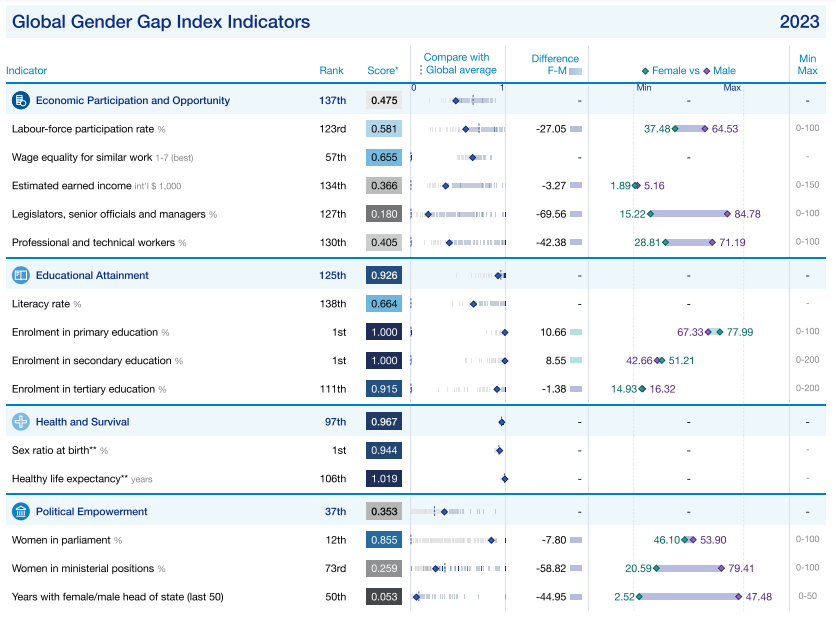 Global Gender Gap Index Indicators 2023
Indicator Rank Score* Compare with Global average Difference F-M Female vs Male Min Max
0 1 Min Max
Economic Participation and Opportunity 137th 0.475 - - -
Labour-force participation rate % 123rd 0.581 -27.05 37.48 64.53 0-100
Wage equality for similar work 1-7 (best) 57th 0.655 - - -
Estimated earned income int'l $ 1,000 134th 0.366 -3.27 1.89 5.16 0-150
Legislators, senior officials and managers % 127th 0.180 -69.56 15.22 84.78 0-100
Professional and technical workers % 130th 0.405 -42.38 28.81 71.19 0-100
Educational Attainment 125th 0.926 - - -
Literacy rate % 138th 0.664 - - -
Enrolment in primary education % 1st 1.000 10.66 67.33 77.99 0-100
Enrolment in secondary education % 1st 1.000 8.55 42.66 51.21 0-200
Enrolment in tertiary education % 111th 0.915 -1.38 14.93 16.32 0-200
Health and Survival 97th 0.967 - - -
Sex ratio at birth** % 1st 0.944 - - -
Healthy life expectancy** years 106th 1.019 - - -
Political Empowerment 37th 0.353 - - -
Women in parliament % 12th 0.855 -7.80 46.10 53.90 0-100
Women in ministerial positions % 73rd 0.259 -58.82 20.59 79.41 0-100
Years with female/male head of state (last 50) 50th 0.053 -44.95 2.52 47.48 0-50